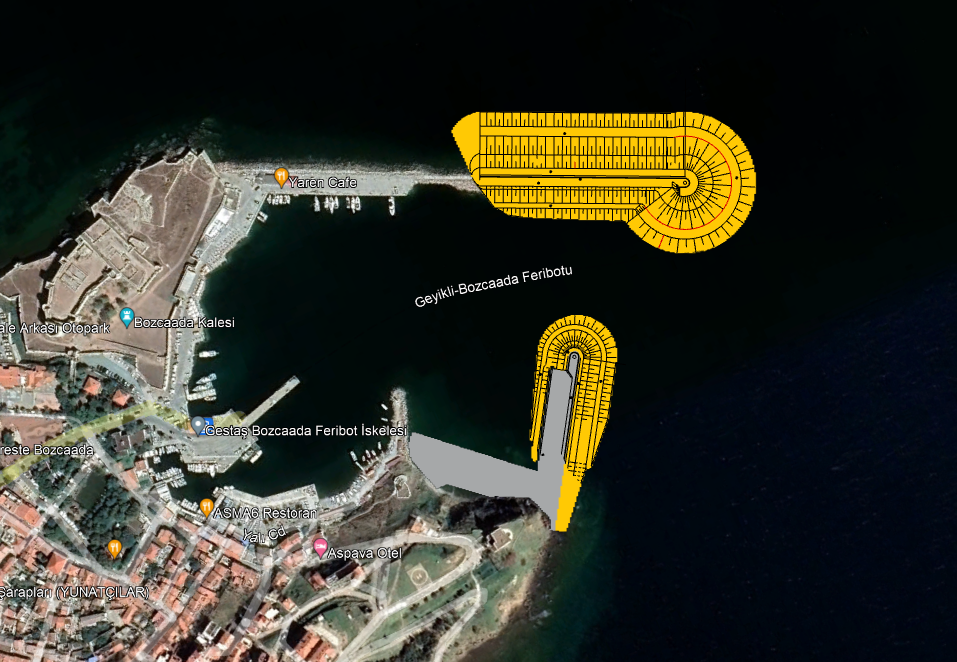 Yaren Cafe
Geyikli-Bozcaada Feribotu
ale Arkası Otopark
Bozcaada Kalesi
Gestaş Bozcaada Feribot İskelesi
reste Bozcaada
ASMA6 Restoran
Yalı Cd.
Aspava Otel
Şarapları (YUNATÇILAR)